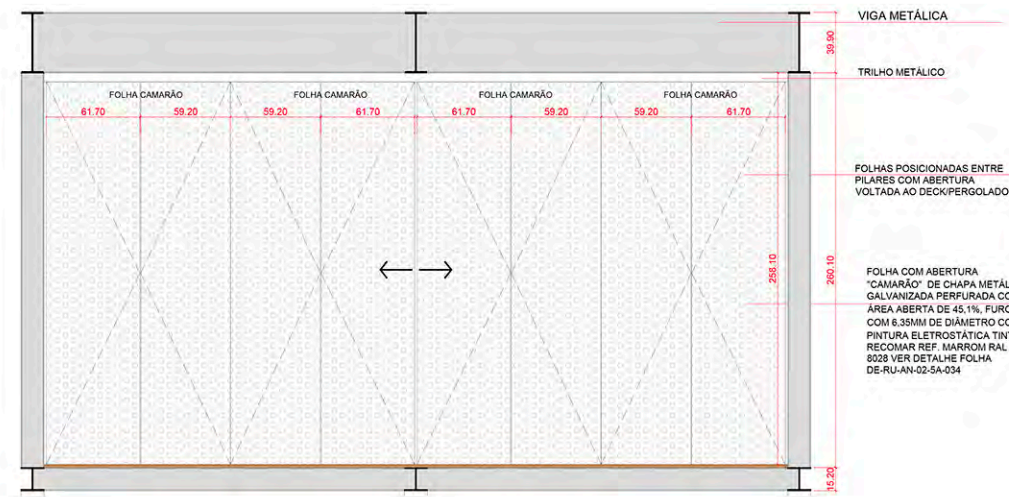 VIGA METÁLICA
39.90
TRILHO METÁLICO
FOLHA CAMARÃO
FOLHA CAMARÃO
FOLHA CAMARÃO
FOLHA CAMARÃO
61.70
59.20
59.20
61.70
61.70
59.20
59.20
61.70
FOLHAS POSICIONADAS ENTRE
PILARES COM ABERTURA
VOLTADA AO DECK/PERGOLADO
258.10
260.10
FOLHA COM ABERTURA
"CAMARÃO" DE CHAPA METÁL
GALVANIZADA PERFURADA CO
ÁREA ABERTA DE 45,1%, FURO
COM 6,35MM DE DIÂMETRO CO
PINTURA ELETROSTÁTICA TIN
RECOMAR REF. MARROM RAL
8028 VER DETALHE FOLHA
DE-RU-AN-02-5A-034
15.20